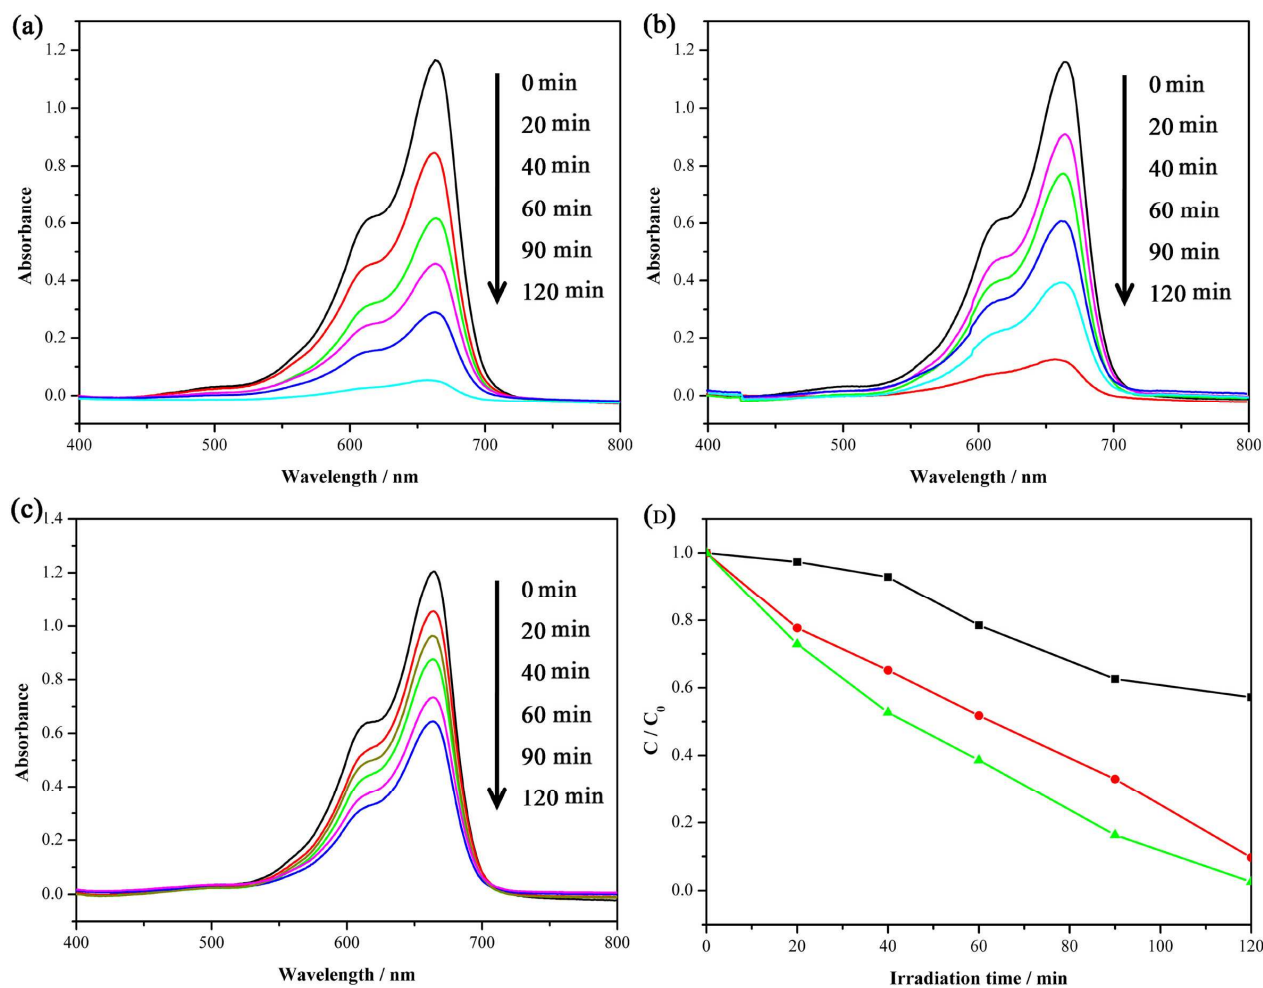 (a)
1.2
1.0
0.8
0.6
0.4
0.2
0.0
Absorbance
0 min
20 min
40 min
60 min
90 min
120 min
400 500 600 700 800
Wavelength / nm
(b)
1.2
1.0
0.8
0.6
0.4
0.2
0.0
Absorbance
0 min
20 min
40 min
60 min
90 min
120 min
400 500 600 700 800
Wavelength / nm
(c)
1.4
1.2
1.0
0.8
0.6
0.4
0.2
0.0
Absorbance
0 min
20 min
40 min
60 min
90 min
120 min
400 500 600 700 800
Wavelength / nm
(D)
1.0
0.8
0.6
0.4
0.2
0.0
C / C₀
0 20 40 60 80 100 120
Irradiation time / min